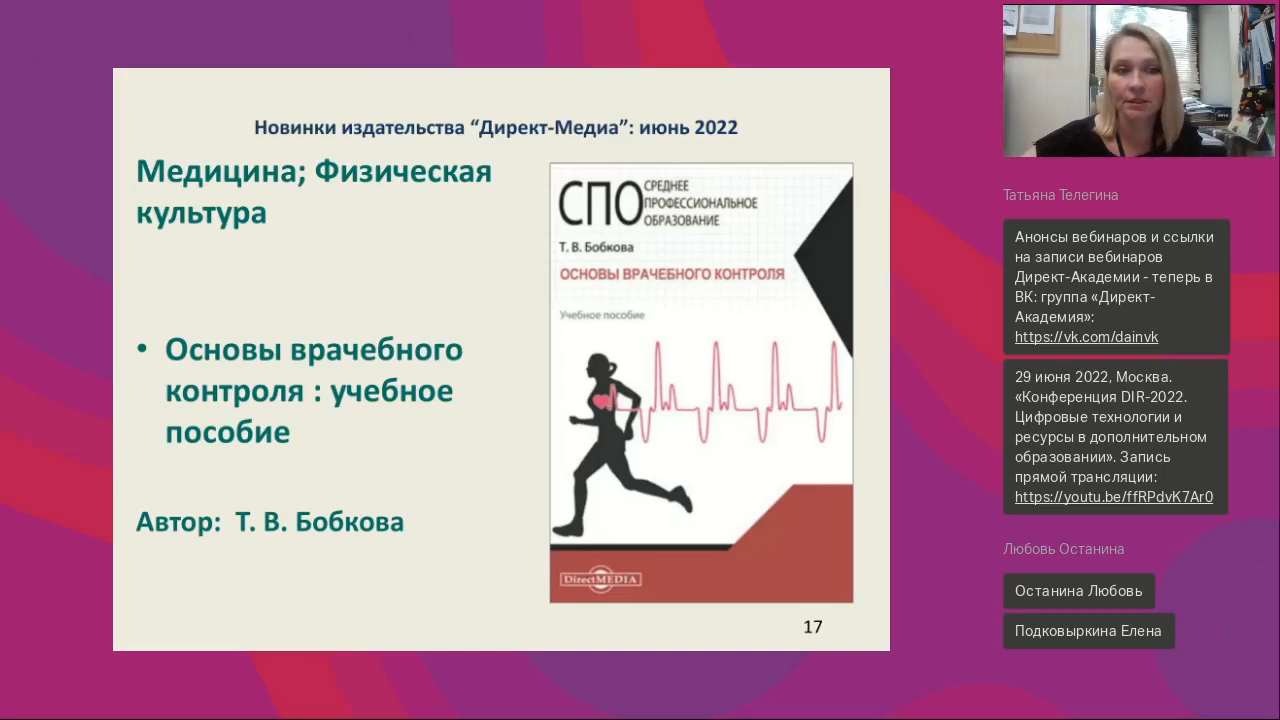 Новинки издательства “Директ-Медиа”: июнь 2022
Медицина; Физическая
культура
• Основы врачебного
контроля : учебное
пособие
Автор: Т. В. Бобкова
СПО
СРЕДНЕЕ
ПРОФЕССИОНАЛЬНОЕ
ОБРАЗОВАНИЕ
Т. В. Бобкова
ОСНОВЫ ВРАЧЕБНОГО КОНТРОЛЯ
Учебное пособие
DirectMEDIA
17
Татьяна Телегина
Анонсы вебинаров и ссылки
на записи вебинаров
Директ-Академии - теперь в
ВК: группа «Директ-
Академия»:
https://vk.com/dainvk
29 июня 2022, Москва.
«Конференция DIR-2022.
Цифровые технологии и
ресурсы в дополнительном
образовании». Запись
прямой трансляции:
https://youtu.be/ffRPdvK7Ar0
Любовь Останина
Останина Любовь
Подковыркина Елена